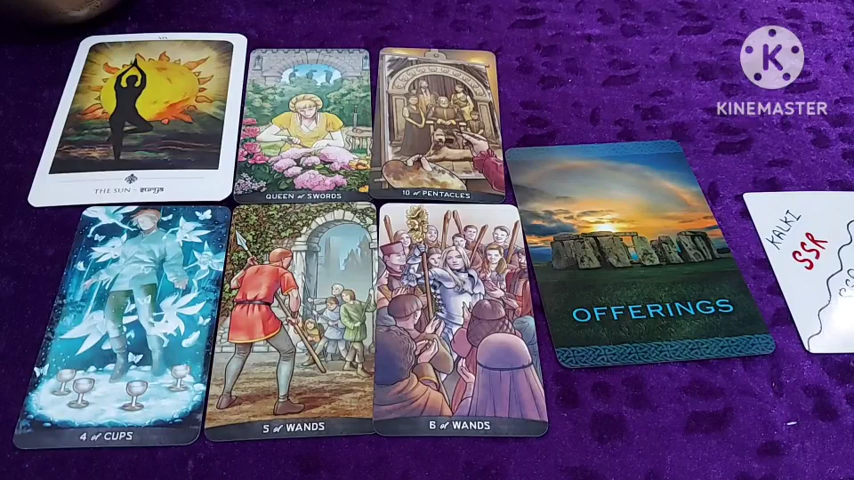 KINEMASTER
THE SUN - सूर्य
QUEEN of SWORDS
10 of PENTACLES
OFFERINGS
KALKI
SSR
4 of CUPS
5 of WANDS
6 of WANDS